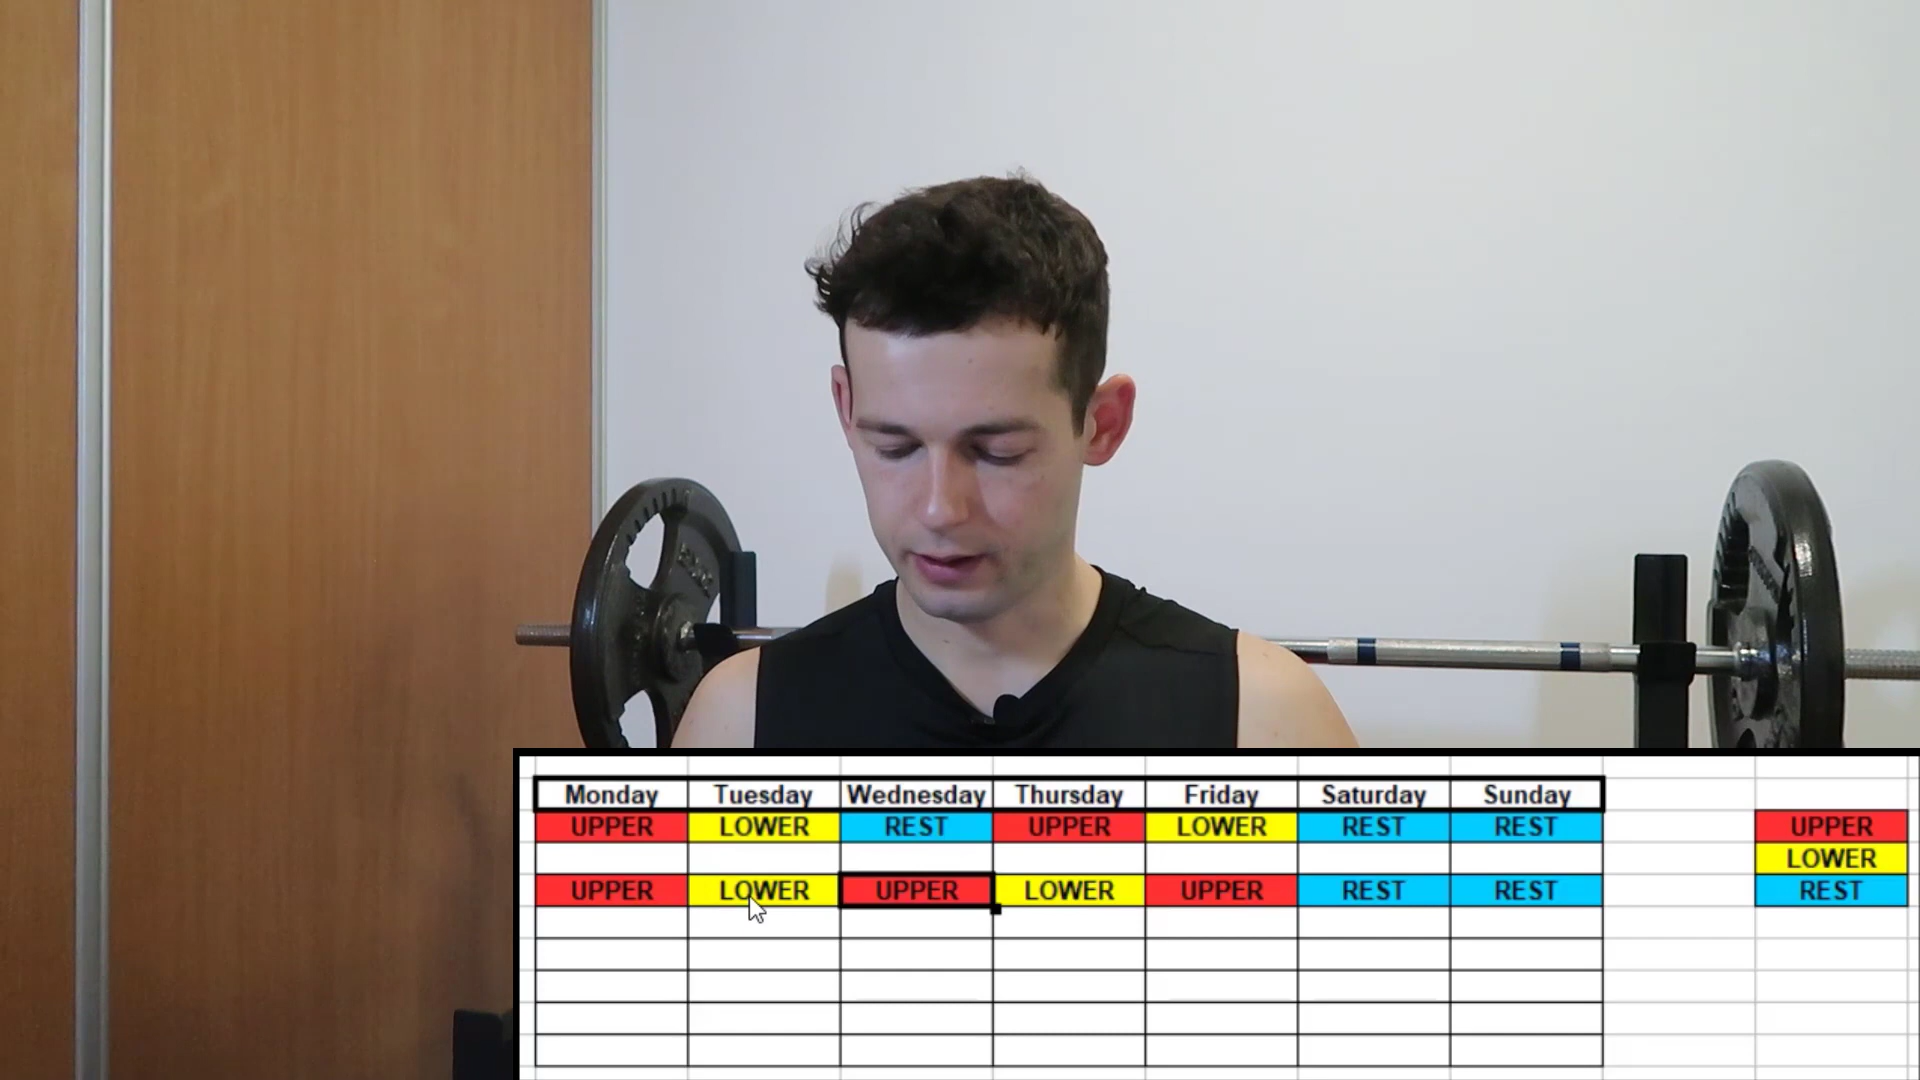 Monday Tuesday Wednesday Thursday Friday Saturday Sunday
UPPER LOWER REST UPPER LOWER REST REST UPPER
LOWER
UPPER LOWER UPPER LOWER UPPER REST REST REST